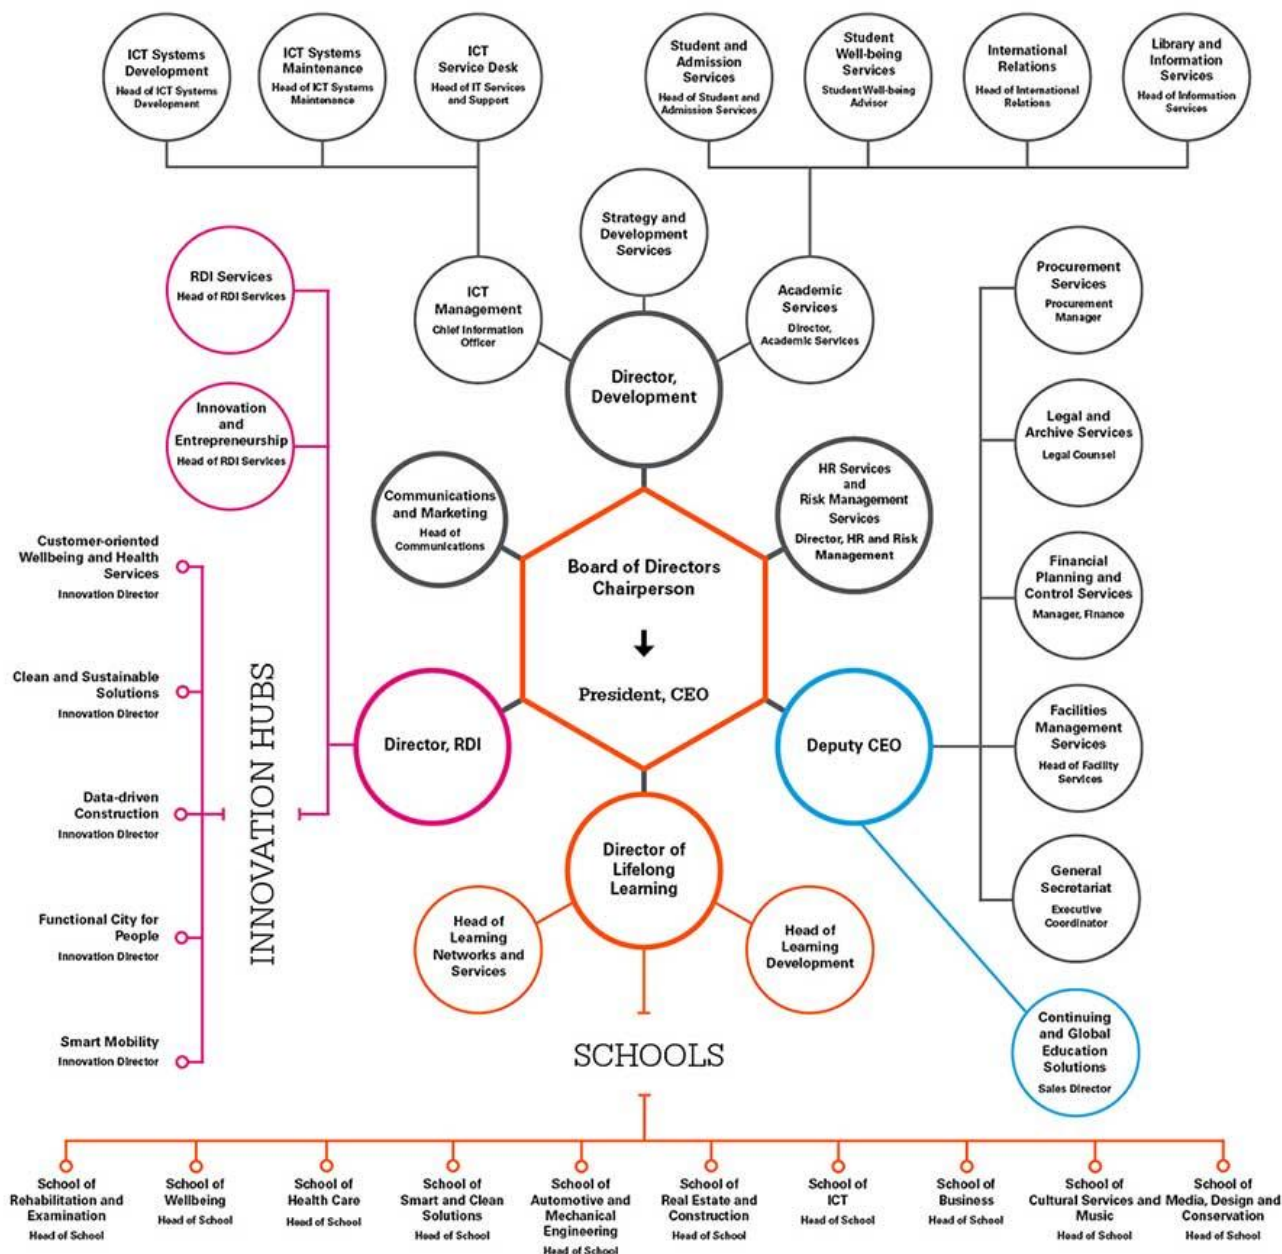 ICT Systems
Development
Head of ICT Systems
Development
ICT Systems
Maintenance
Head of ICT Systems
Maintenance
ICT
Service Desk
Head of IT Services
and Support
Student and
Admission
Services
Head of Student and
Admission Services
Student
Well-being
Services
Student Well-being
Advisor
International
Relations
Head of International
Relations
Library and
Information
Services
Head of Information
Services
Strategy and
Development
Services
RDI Services
Head of RDI Services
ICT
Management
Chief Information
Officer
Academic
Services
Director,
Academic Services
Procurement
Services
Procurement
Manager
Director,
Development
Innovation
and
Entrepreneurship
Head of RDI Services
Legal and
Archive Services
Legal Counsel
Communications
and Marketing
Head of
Communications
HR Services
and
Risk Management
Services
Director, HR and Risk
Management
Customer-oriented
Wellbeing and Health
Services
Innovation Director
Board of Directors
Chairperson
President, CEO
Financial
Planning and
Control Services
Manager, Finance
Clean and Sustainable
Solutions
Innovation Director
INNOVATION HUBS
Director, RDI
Deputy CEO
Facilities
Management
Services
Head of Facility
Services
Data-driven
Construction
Innovation Director
Director of
Lifelong
Learning
General
Secretariat
Executive
Coordinator
Functional City for
People
Innovation Director
Head of
Learning
Networks and
Services
Head of
Learning
Development
Smart Mobility
Innovation Director
SCHOOLS
Continuing
and Global
Education
Solutions
Sales Director
School of
Rehabilitation and
Examination
Head of School
School of
Wellbeing
Head of School
School of
Health Care
Head of School
School of
Smart and Clean
Solutions
Head of School
School of
Automotive and
Mechanical
Engineering
Head of School
School of
Real Estate and
Construction
Head of School
School of
ICT
Head of School
School of
Business
Head of School
School of
Cultural Services and
Music
Head of School
School of
Media, Design and
Conservation
Head of School